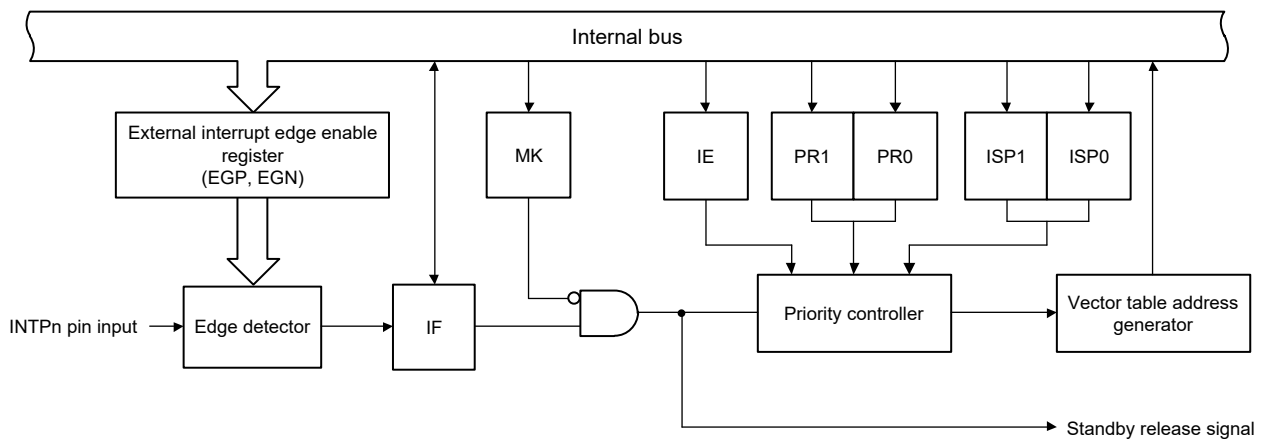 Internal bus
External interrupt edge enable
register
(EGP, EGN)
MK
IE
PR1
PR0
ISP1
ISP0
INTPn pin input
Edge detector
IF
Priority controller
Vector table address
generator
Standby release signal